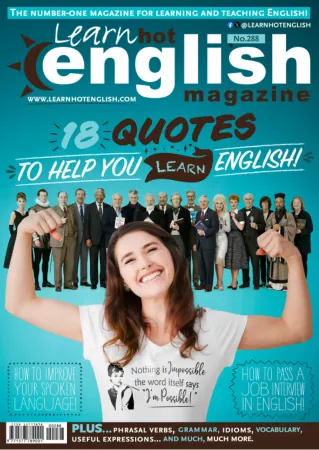 The number-one magazine for learning and teaching English!
@LEARNHOTENGLISH
Learn hot
No.288
english
magazine
www.learnhotenglish.com
18 QUOTES
TO HELP YOU LEARN ENGLISH!
Nothing is Impossible
the word itself says
"I'm Possible!"
HOW TO IMPROVE
YOUR SPOKEN
LANGUAGE!
HOW TO PASS A
JOB INTERVIEW
IN ENGLISH!
PLUS... PHRASAL VERBS, GRAMMAR, IDIOMS, VOCABULARY,
USEFUL EXPRESSIONS... AND MUCH, MUCH MORE.